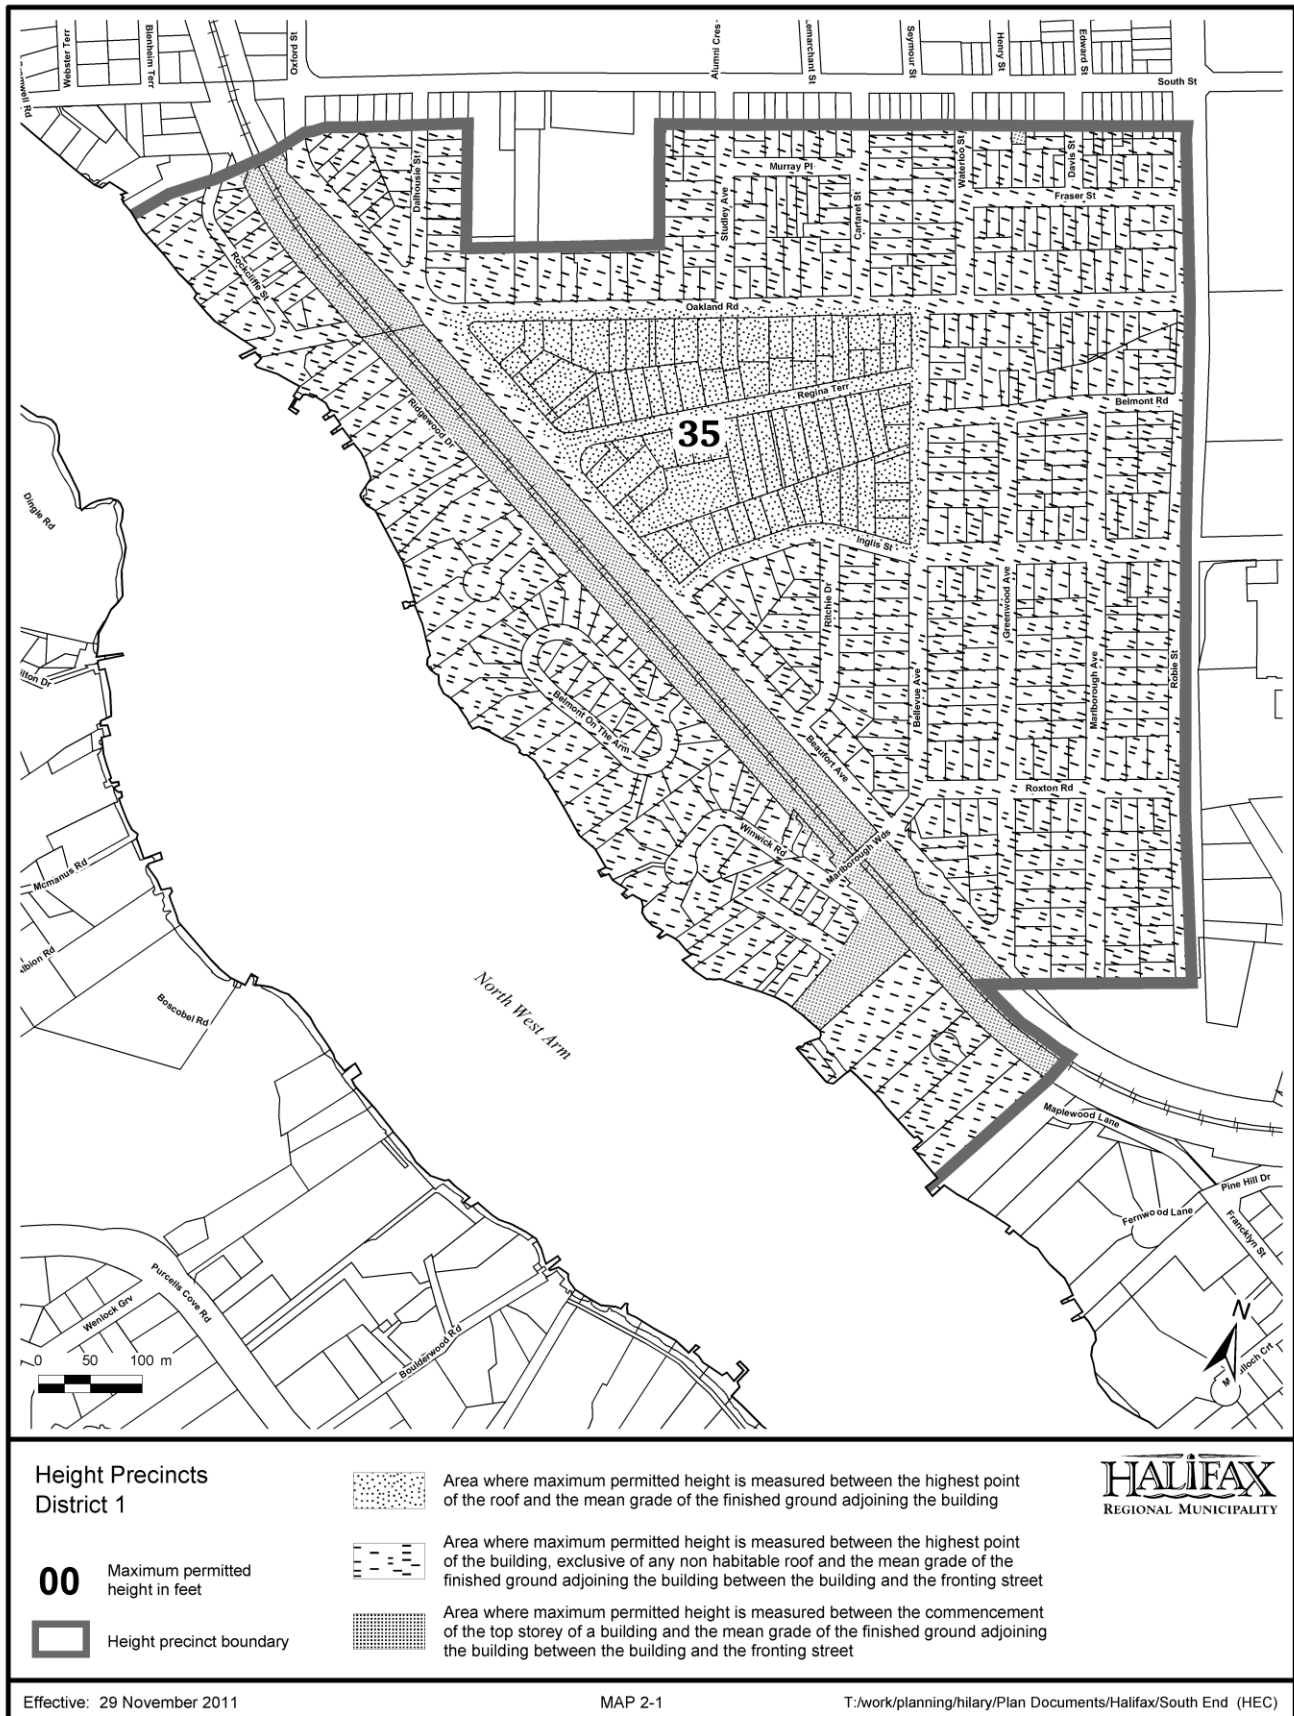 Webster Terr
Blenheim Terr
Oxford St
Alumni Cres
Seymour St
Henry St
Edward St
South St
Dalhousie St
Murray Pl
Studley Ave
Cartaret St
Waterloo St
Davis St
Fraser St
Rockcliffe St
Oakland Rd
Regina Terr
Belmont Rd
35
Ridgewood Dr
Dingle Rd
Inglis St
Ritchie Dr
Greenwood Ave
Bellevue Ave
Marlborough Ave
Robie St
Belmont On The Arm
Beaufort Ave
Roxton Rd
Winwick Rd
Marlborough Wds
Mcmanus Rd
Boscobel Rd
North West Arm
Maplewood Lane
Pine Hill Dr
Fernwood Lane
Francklyn St
Purcells Cove Rd
Wenlock Grv
Boulderwood Rd
N
0 50 100 m
Height Precincts
District 1
00
Maximum permitted
height in feet
Height precinct boundary
Area where maximum permitted height is measured between the highest point
of the roof and the mean grade of the finished ground adjoining the building
Area where maximum permitted height is measured between the highest point
of the building, exclusive of any non habitable roof and the mean grade of the
finished ground adjoining the building between the building and the fronting street
Area where maximum permitted height is measured between the commencement
of the top storey of a building and the mean grade of the finished ground adjoining
the building between the building and the fronting street
HALIFAX
REGIONAL MUNICIPALITY
Effective: 29 November 2011
MAP 2-1
T:/work/planning/hilary/Plan Documents/Halifax/South End (HEC)